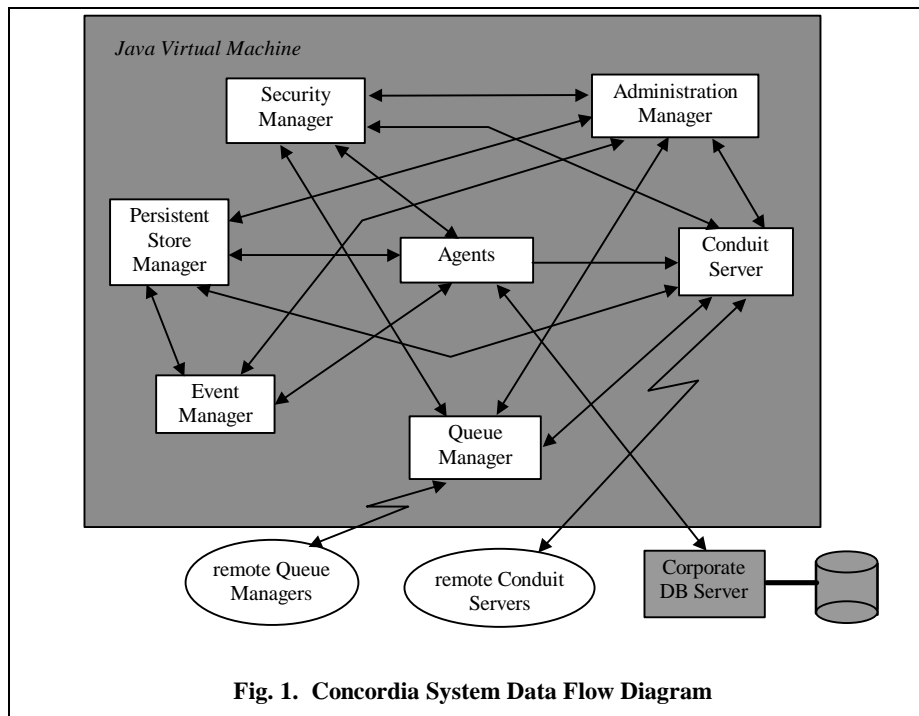 Java Virtual Machine
Security
Manager
Administration
Manager
Persistent
Store
Manager
Agents
Conduit
Server
Event
Manager
Queue
Manager
remote Queue
Managers
remote Conduit
Servers
Corporate
DB Server
Fig. 1. Concordia System Data Flow Diagram